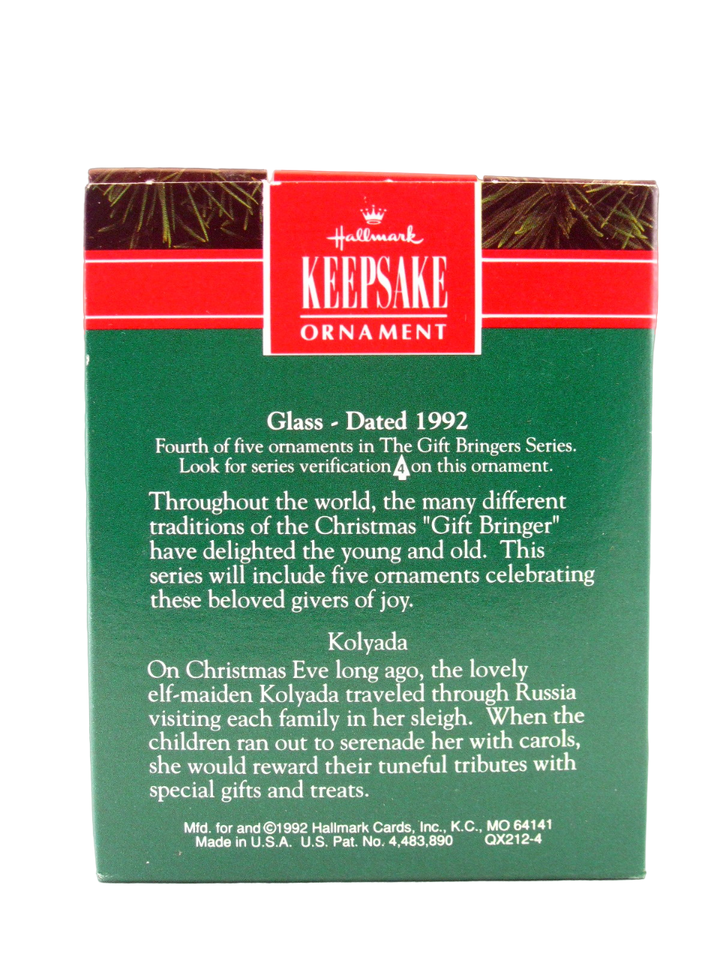 Hallmark
KEEPSAKE
ORNAMENT
Glass - Dated 1992
Fourth of five ornaments in The Gift Bringers Series.
Look for series verification 4 on this ornament.
Throughout the world, the many different
traditions of the Christmas "Gift Bringer"
have delighted the young and old. This
series will include five ornaments celebrating
these beloved givers of joy.
Kolyada
On Christmas Eve long ago, the lovely
elf-maiden Kolyada traveled through Russia
visiting each family in her sleigh. When the
children ran out to serenade her with carols,
she would reward their tuneful tributes with
special gifts and treats.
Mfd. for and ©1992 Hallmark Cards, Inc., K.C., MO 64141
Made in U.S.A. U.S. Pat. No. 4,483,890 QX212-4